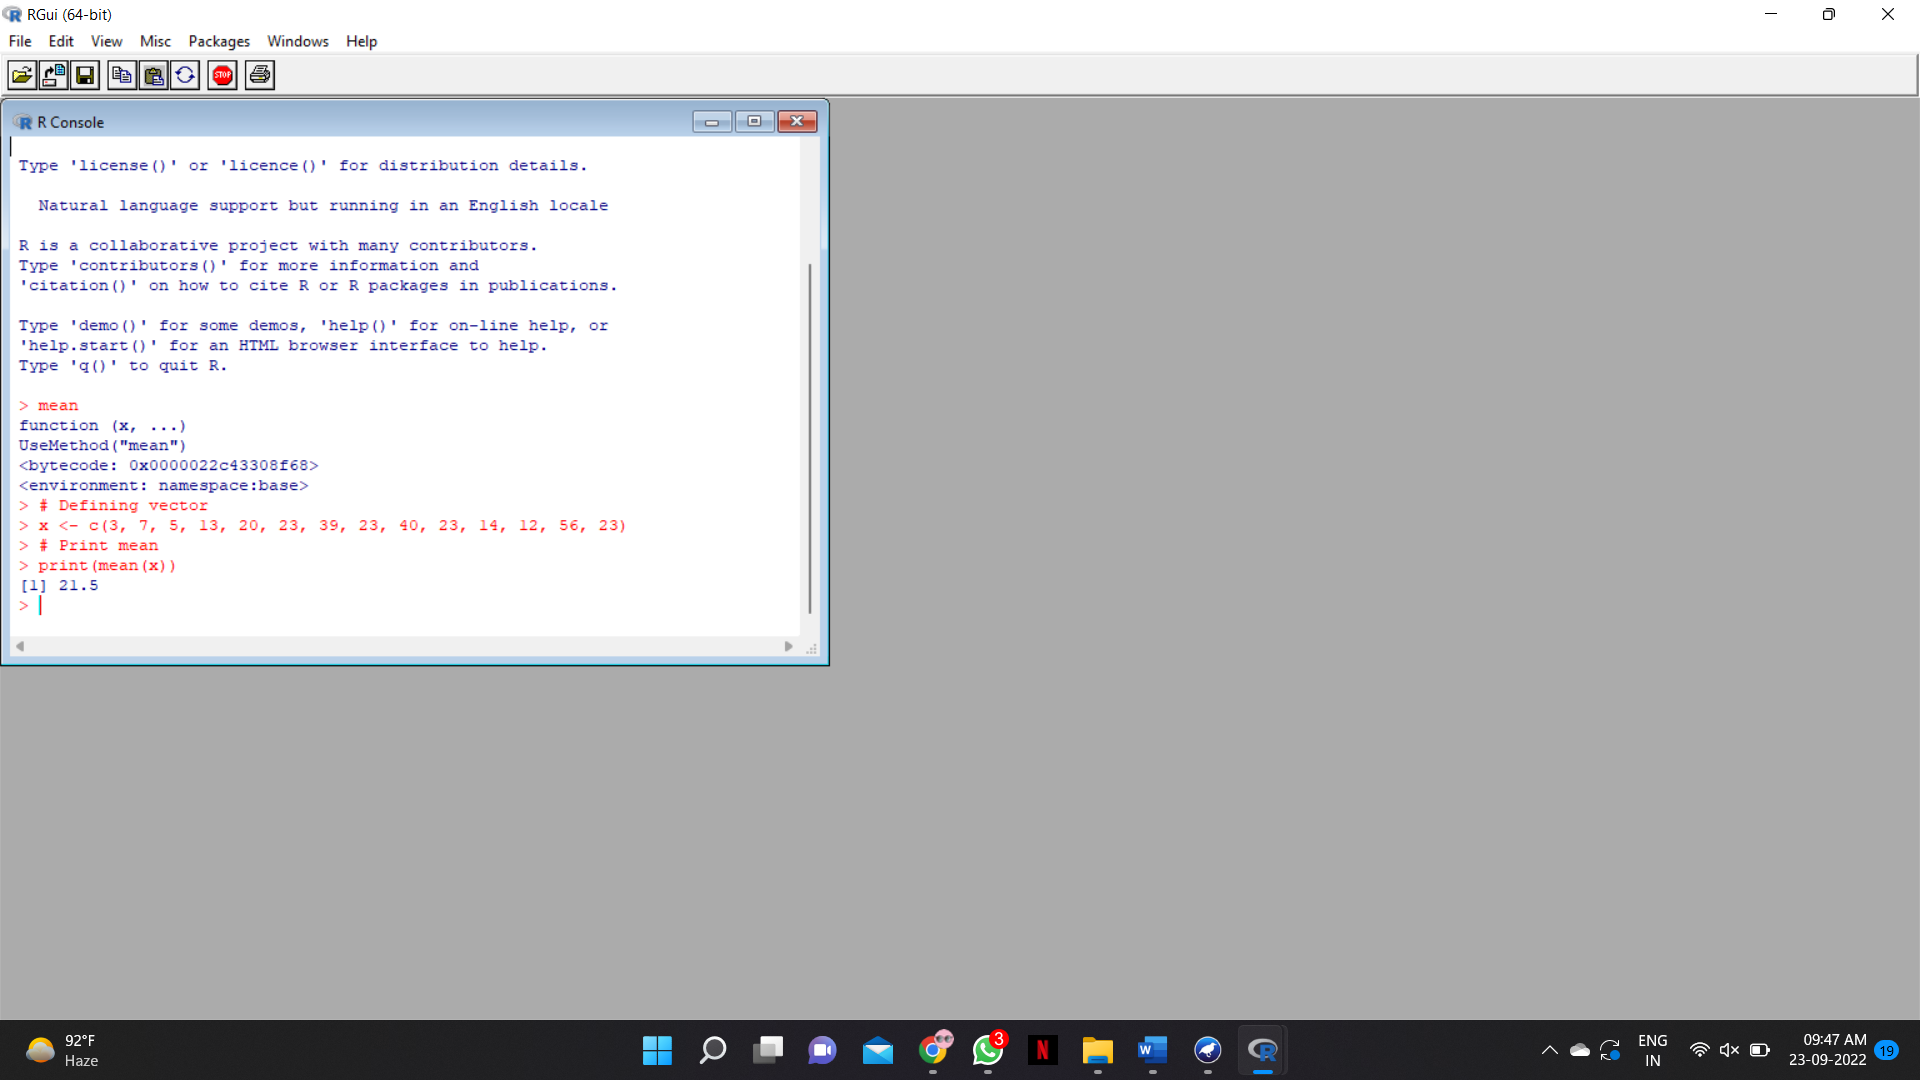 RGui (64-bit)
File Edit View Misc Packages Windows Help
STOP
R Console
Type 'license()' or 'licence()' for distribution details.
Natural language support but running in an English locale
R is a collaborative project with many contributors.
Type 'contributors()' for more information and
'citation()' on how to cite R or R packages in publications.
Type 'demo()' for some demos, 'help()' for on-line help, or
'help.start()' for an HTML browser interface to help.
Type 'q()' to quit R.
> mean
function (x, ...)
UseMethod("mean")
<bytecode: 0x0000022c43308f68>
<environment: namespace:base>
> # Defining vector
> x <- c(3, 7, 5, 13, 20, 23, 39, 23, 40, 23, 14, 12, 56, 23)
> # Print mean
> print(mean(x))
[1] 21.5
>
92°F
Haze
3
N
W
R
ENG
IN
09:47 AM
23-09-2022
19